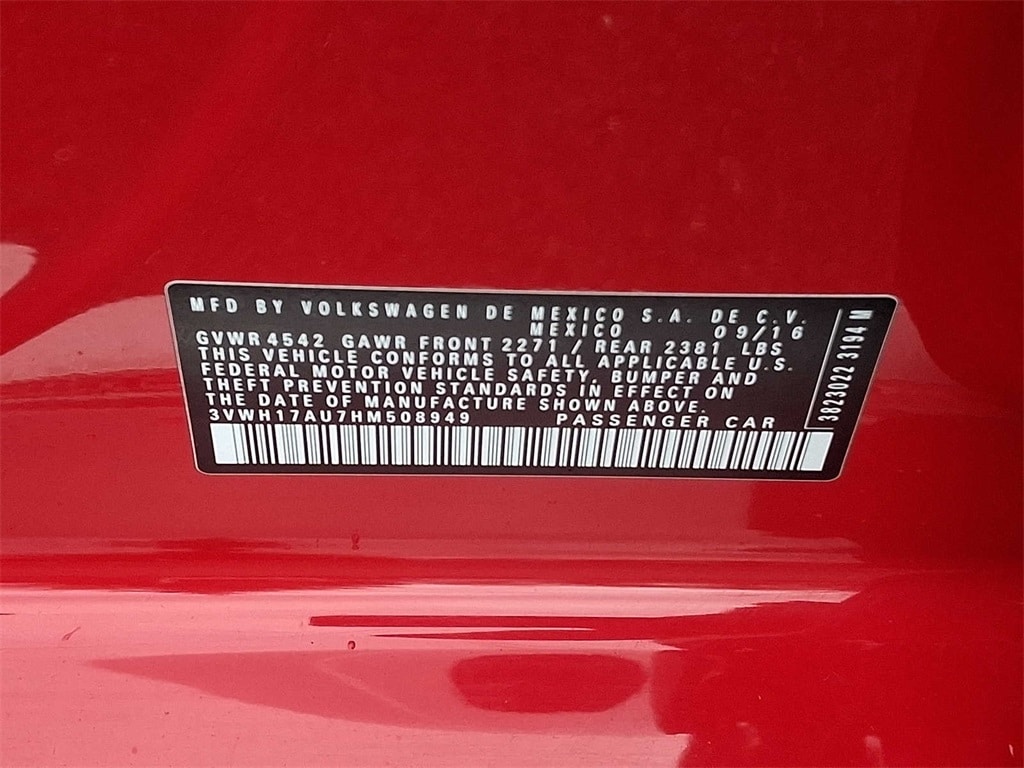 MFD BY VOLKSWAGEN DE MEXICO S.A. DE C.V.
MEXICO 09/16
GVWR 4542 GAWR FRONT 2271 / REAR 2381 LBS
THIS VEHICLE CONFORMS TO ALL APPLICABLE U.S.
FEDERAL MOTOR VEHICLE SAFETY, BUMPER AND
THEFT PREVENTION STANDARDS IN EFFECT ON
THE DATE OF MANUFACTURE SHOWN ABOVE.
3VWH17AU7HM508949 PASSENGER CAR
3823022 3194 M